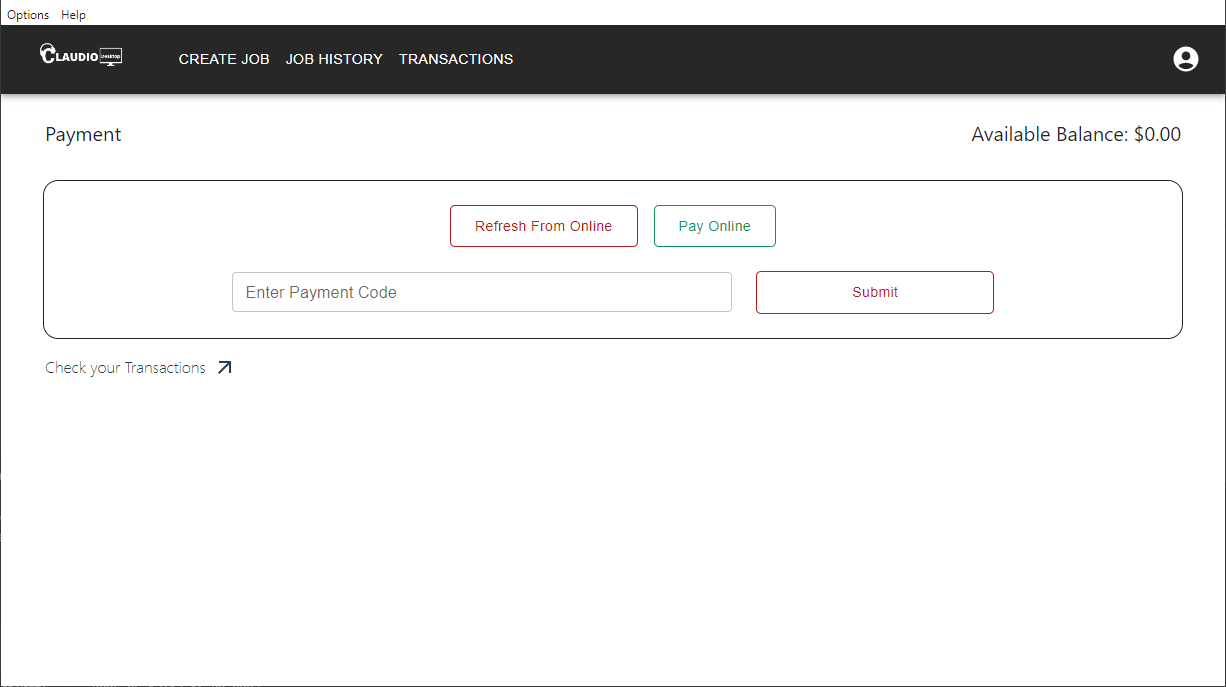 Options Help
CLAUDIO Desktop CREATE JOB JOB HISTORY TRANSACTIONS
Payment Available Balance: $0.00
Refresh From Online Pay Online
Enter Payment Code Submit
Check your Transactions